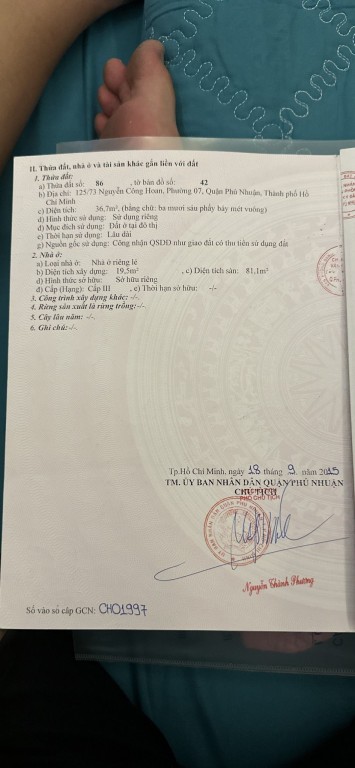 II. Thửa đất, nhà ở và tài sản khác gắn liền với đất
1. Thửa đất:
a) Thửa đất số: 86 , tờ bản đồ số: 42
b) Địa chỉ: 125/73 Nguyễn Công Hoan, Phường 07, Quận Phú Nhuận, Thành phố Hồ
Chí Minh
c) Diện tích: 36,7m², (bằng chữ: ba mươi sáu phẩy bảy mét vuông)
d) Hình thức sử dụng: Sử dụng riêng
đ) Mục đích sử dụng: Đất ở tại đô thị
e) Thời hạn sử dụng: Lâu dài
g) Nguồn gốc sử dụng: Công nhận QSDĐ như giao đất có thu tiền sử dụng đất
2. Nhà ở:
a) Loại nhà ở: Nhà ở riêng lẻ
b) Diện tích xây dựng: 19,5m² , c) Diện tích sàn: 81,1m²
d) Hình thức sở hữu: Sở hữu riêng
đ) Cấp (Hạng): Cấp III , e) Thời hạn sở hữu: -/-
3. Công trình xây dựng khác: -/-
4. Rừng sản xuất là rừng trồng: -/-
5. Cây lâu năm: -/-
6. Ghi chú: -/-
Tp.Hồ Chí Minh, ngày 18 tháng 9 năm 2015
TM. ỦY BAN NHÂN DÂN QUẬN PHÚ NHUẬN
CHỦ TỊCH
PHÓ CHỦ TỊCH
Nguyễn Thành Phương
Số vào sổ cấp GCN: CH01997